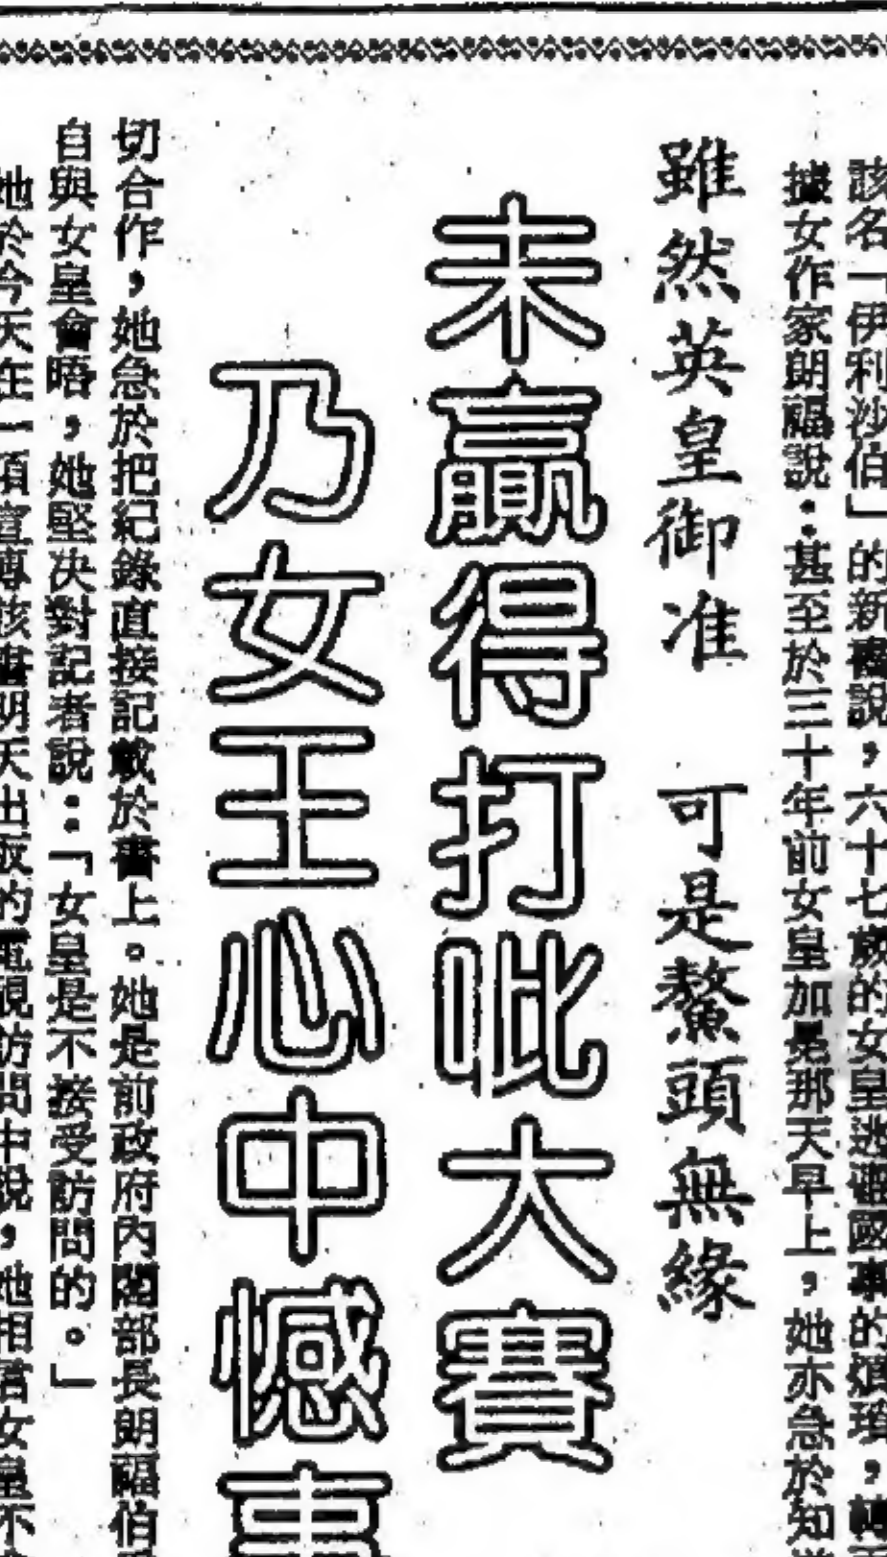 該名「伊利沙伯」的新書說，六十七歲的女皇逃避國事的煩瑣，
據女作家朗福說：甚至於三十年前女皇加冕那天早上，她亦急於知
雖然英皇御准　可是鰲頭無緣
未贏得打吡大賽
乃女王心中憾事
切合作，她急於把紀錄直接記載於書上。她是前政府內閣部長朗福伯
自與女皇會晤，她堅決對記者說：「女皇是不接受訪問的。」
她於今天在一項宣傳該書明天出版的電視訪問中說，她相信女皇不